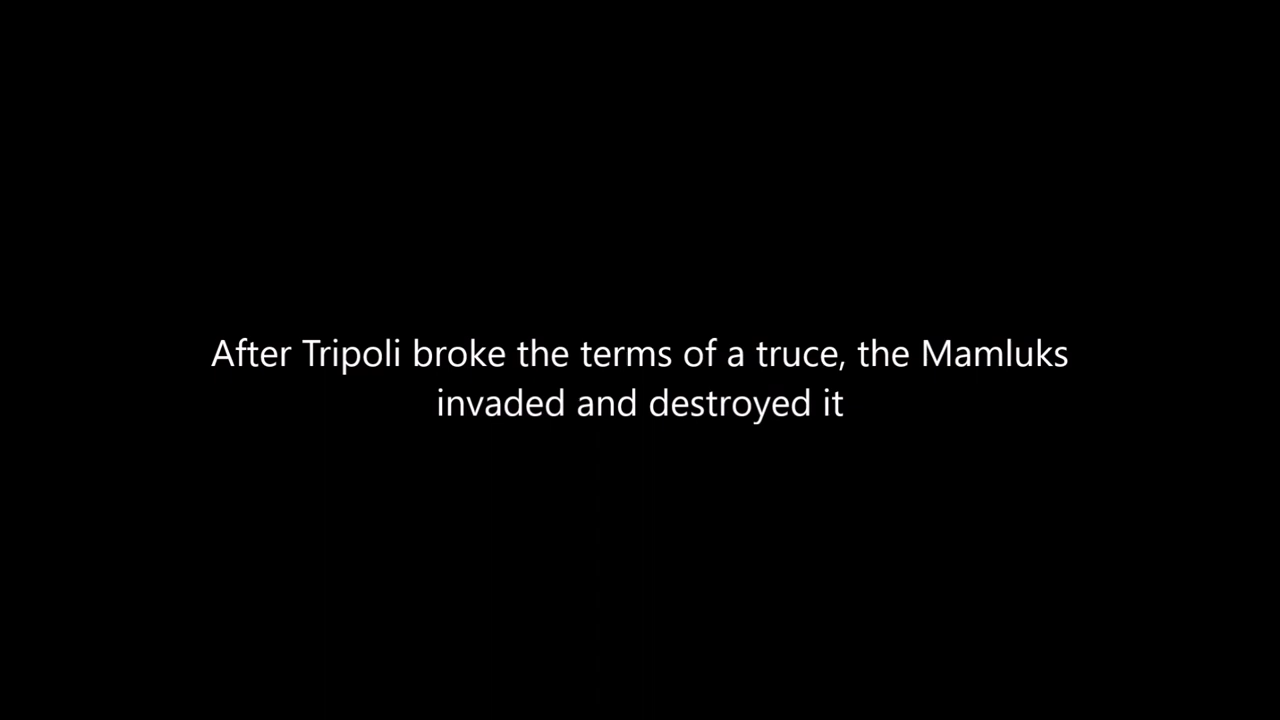 After Tripoli broke the terms of a truce, the Mamluks
invaded and destroyed it